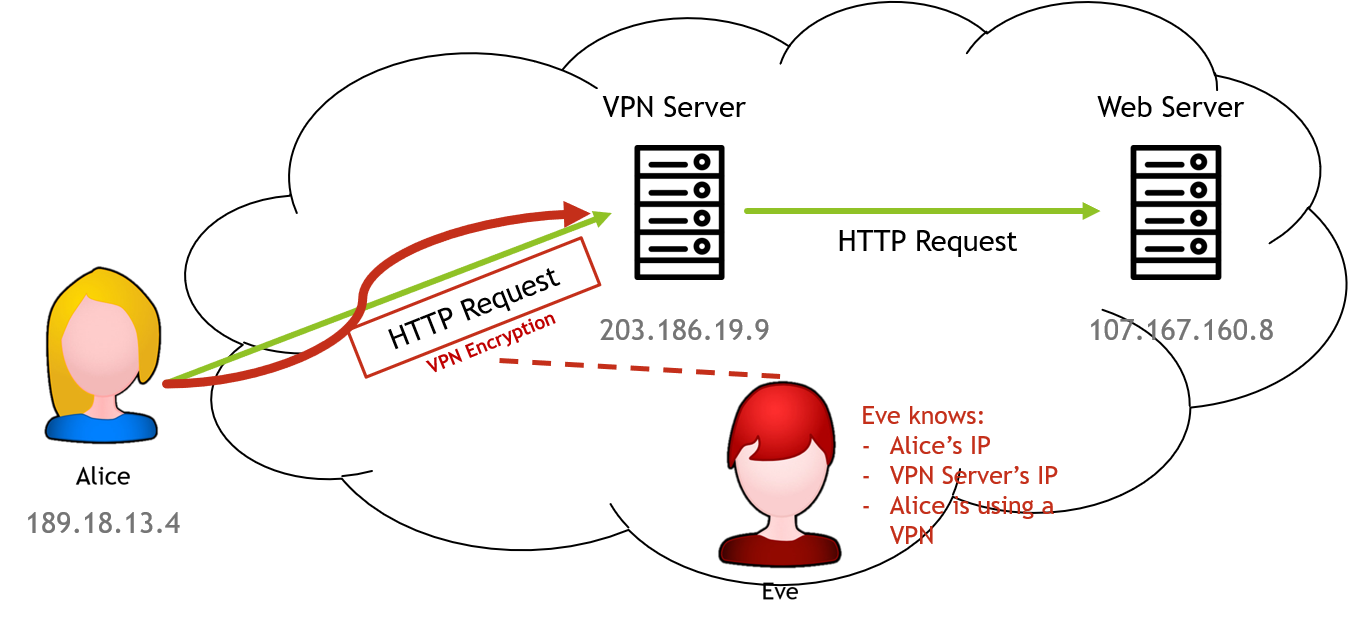 VPN Server
Web Server
HTTP Request
VPN Encryption
HTTP Request
203.186.19.9
107.167.160.8
Alice
189.18.13.4
Eve knows:
- Alice’s IP
- VPN Server’s IP
- Alice is using a
VPN
Eve